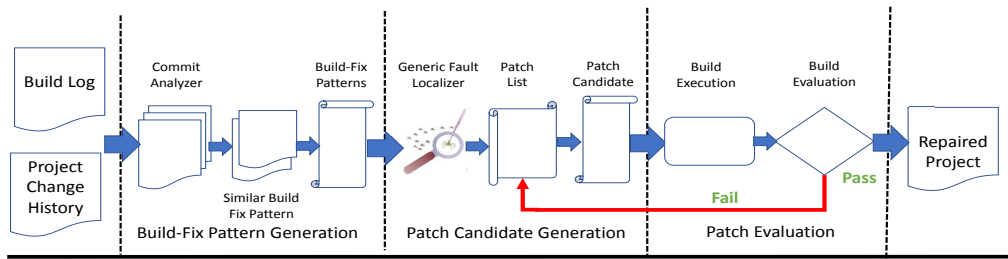 Build Log
Project
Change
History
Commit
Analyzer
Similar Build
Fix Pattern
Build-Fix
Patterns
Build-Fix Pattern Generation
Generic Fault
Localizer
Patch
List
Patch
Candidate
Patch Candidate Generation
Build
Execution
Build
Evaluation
Fail
Pass
Patch Evaluation
Repaired
Project